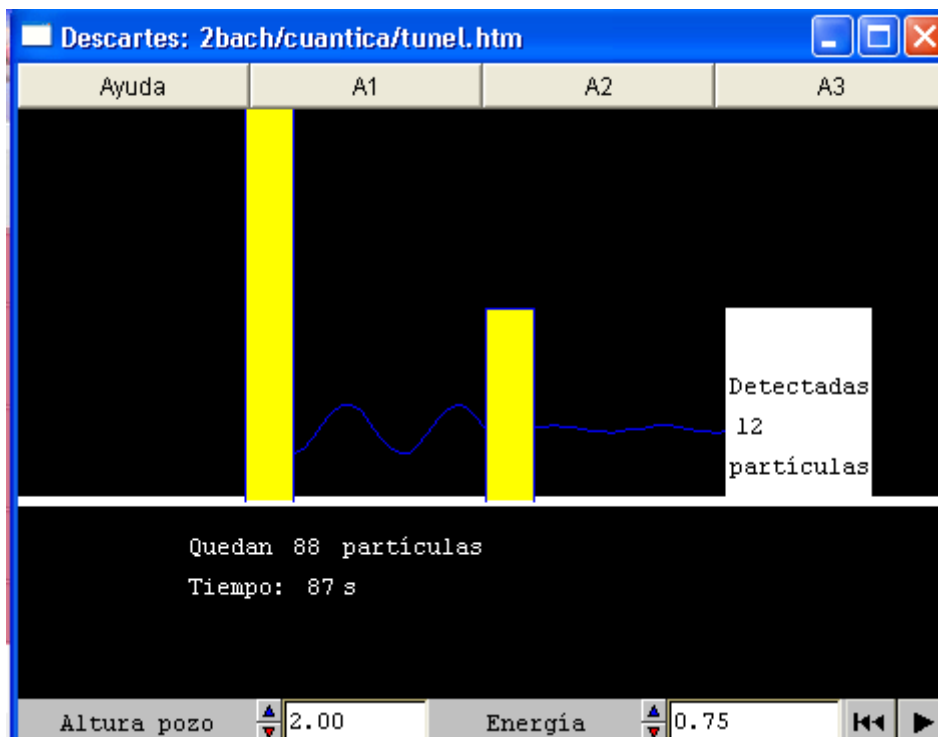 Descartes: 2bach/cuantica/tunel.htm
Ayuda A1 A2 A3
Detectadas
12
partículas
Quedan 88 partículas
Tiempo: 87 s
Altura pozo 2.00 Energía 0.75